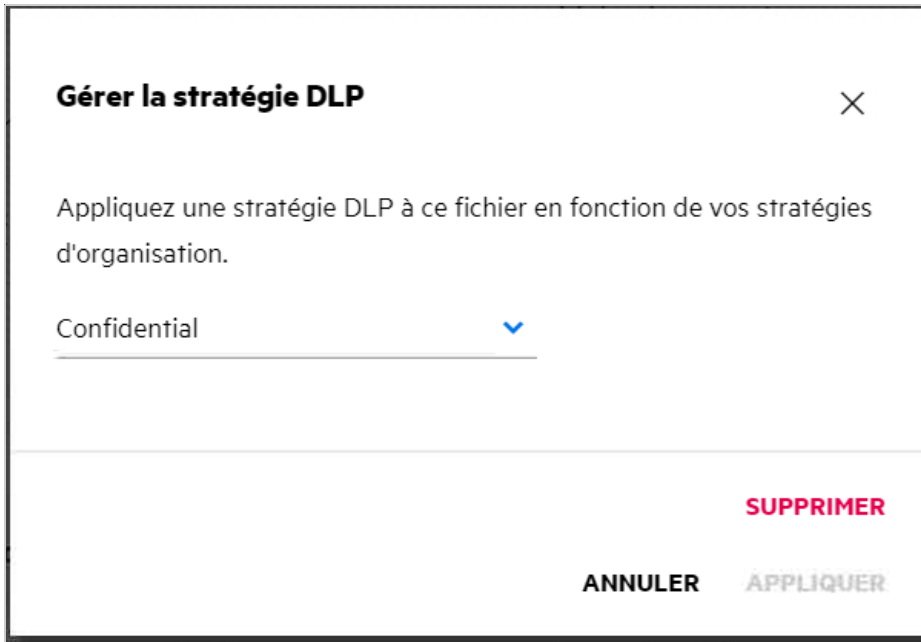 Gérer la stratégie DLP
Appliquez une stratégie DLP à ce fichier en fonction de vos stratégies
d'organisation.
Confidential
SUPPRIMER
ANNULER APPLIQUER